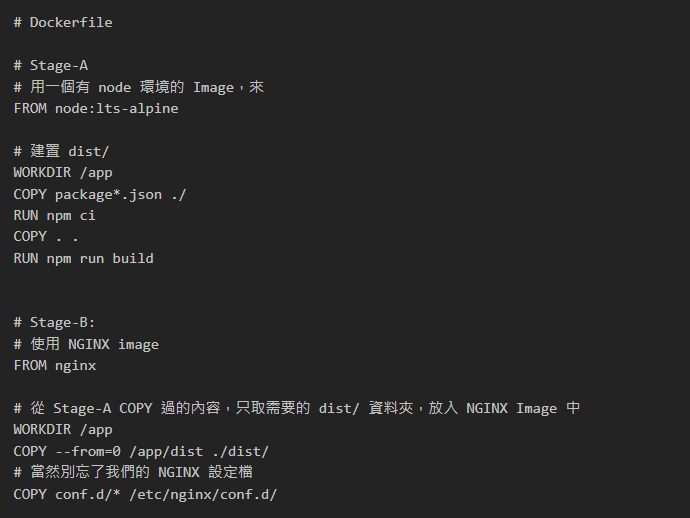 # Dockerfile
# Stage-A
# 用一個有 node 環境的 Image，來
FROM node:lts-alpine
# 建置 dist/
WORKDIR /app
COPY package*.json ./
RUN npm ci
COPY . .
RUN npm run build
# Stage-B:
# 使用 NGINX image
FROM nginx
# 從 Stage-A COPY 過的內容，只取需要的 dist/ 資料夾，放入 NGINX Image 中
WORKDIR /app
COPY --from=0 /app/dist ./dist/
# 當然別忘了我們的 NGINX 設定檔
COPY conf.d/* /etc/nginx/conf.d/